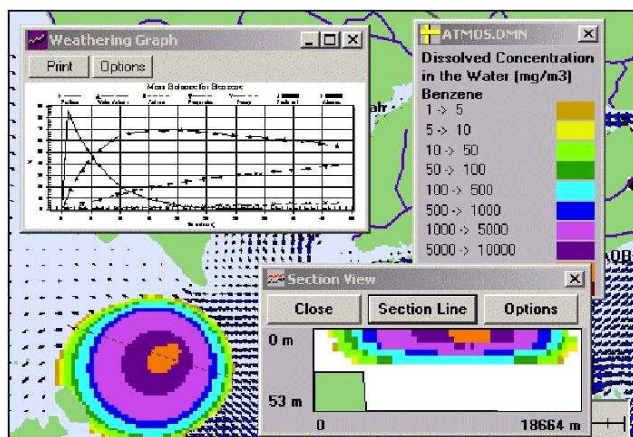 Weathering Graph
Print
Options
Mass Balance for Benzene
ATMOS.DMN
Dissolved Concentration
in the Water (mg/m3)
Benzene
1 -> 5
5 -> 10
10 -> 50
50 -> 100
100 -> 500
500 -> 1000
1000 -> 5000
5000 -> 10000
Section View
Close
Section Line
Options
0 m
53 m
0
18664 m